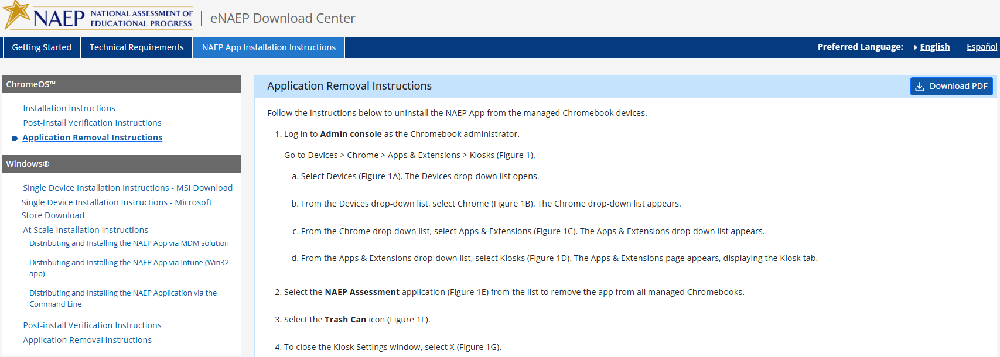 NAEP NATIONAL ASSESSMENT OF
EDUCATIONAL PROGRESS
eNAEP Download Center
Getting Started
Technical Requirements
NAEP App Installation Instructions
Preferred Language:
English
Español
ChromeOS™
Installation Instructions
Post-install Verification Instructions
Application Removal Instructions
Windows®
Single Device Installation Instructions - MSI Download
Single Device Installation Instructions - Microsoft
Store Download
At Scale Installation Instructions
Distributing and Installing the NAEP App via MDM solution
Distributing and Installing the NAEP App via Intune (Win32
app)
Distributing and Installing the NAEP Application via the
Command Line
Post-install Verification Instructions
Application Removal Instructions
Application Removal Instructions
Download PDF
Follow the instructions below to uninstall the NAEP App from the managed Chromebook devices.
1. Log in to Admin console as the Chromebook administrator.
Go to Devices > Chrome > Apps & Extensions > Kiosks (Figure 1).
a. Select Devices (Figure 1A). The Devices drop-down list opens.
b. From the Devices drop-down list, select Chrome (Figure 1B). The Chrome drop-down list appears.
c. From the Chrome drop-down list, select Apps & Extensions (Figure 1C). The Apps & Extensions drop-down list appears.
d. From the Apps & Extensions drop-down list, select Kiosks (Figure 1D). The Apps & Extensions page appears, displaying the Kiosk tab.
2. Select the NAEP Assessment application (Figure 1E) from the list to remove the app from all managed Chromebooks.
3. Select the Trash Can icon (Figure 1F).
4. To close the Kiosk Settings window, select X (Figure 1G).